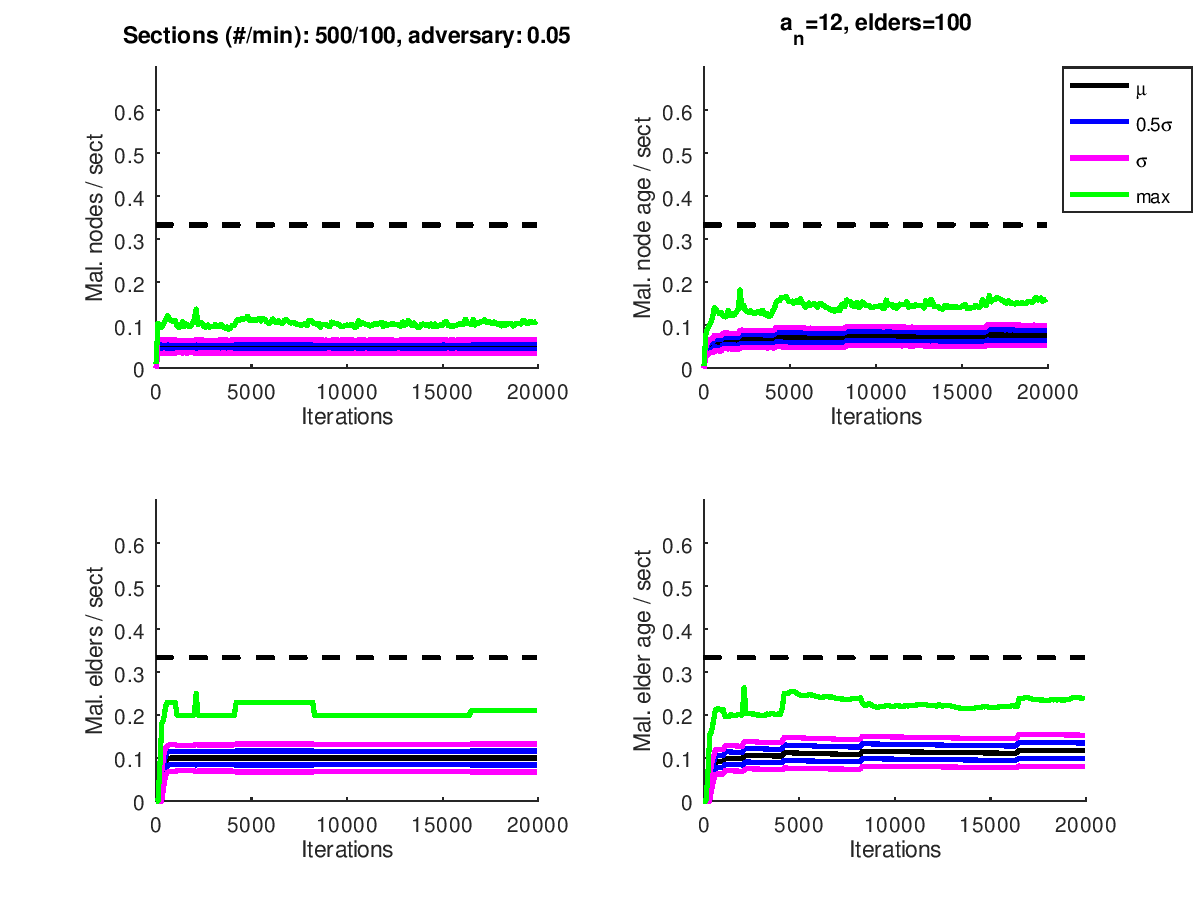 Sections (#/min): 500/100, adversary: 0.05
a_n=12, elders=100
μ
0.5σ
σ
max
Mal. nodes / sect
0.6
0.5
0.4
0.3
0.2
0.1
0
0 5000 10000 15000 20000
Iterations
Mal. node age / sect
0.6
0.5
0.4
0.3
0.2
0.1
0
0 5000 10000 15000 20000
Iterations
Mal. elders / sect
0.6
0.5
0.4
0.3
0.2
0.1
0
0 5000 10000 15000 20000
Iterations
Mal. elder age / sect
0.6
0.5
0.4
0.3
0.2
0.1
0
0 5000 10000 15000 20000
Iterations